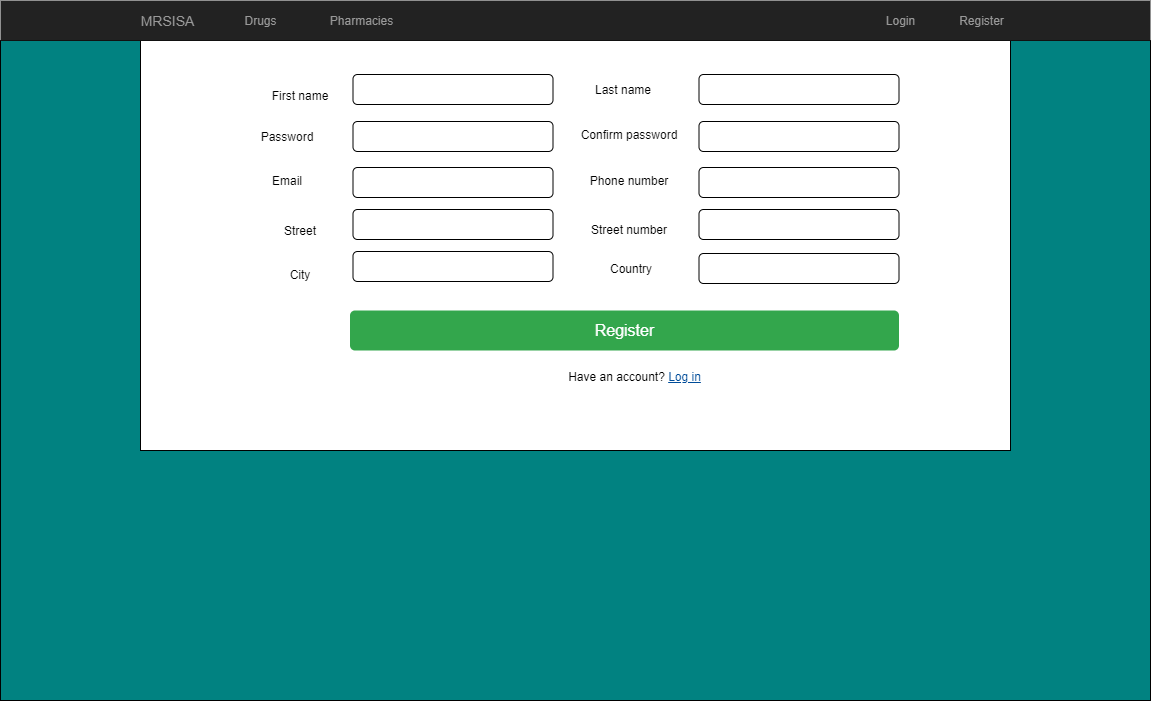 MRSISA Drugs Pharmacies Login Register
First name Last name
Password Confirm password
Email Phone number
Street Street number
City Country
Register
Have an account? Log in